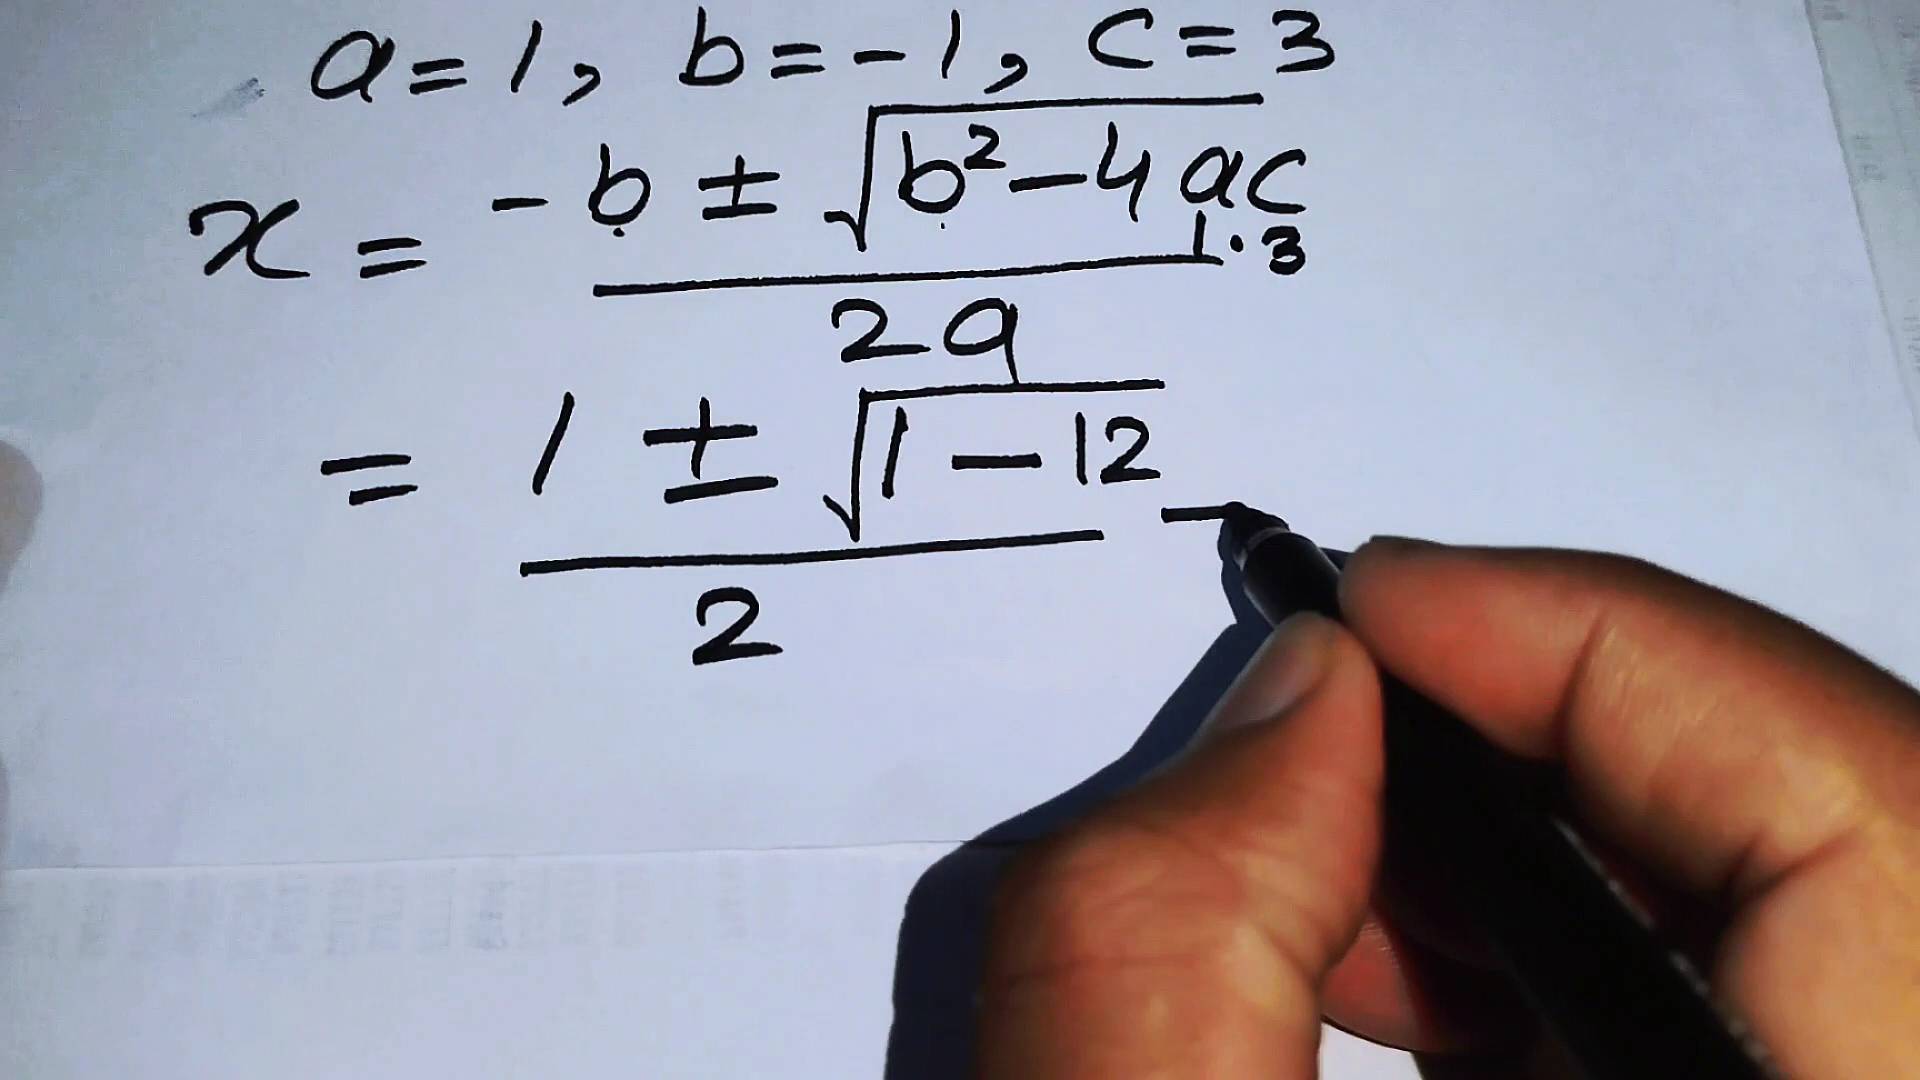 a = 1, b = -1, c = 3
x = -b ± √b² - 4ac
1.3
2a
= 1 ± √1 - 12
2